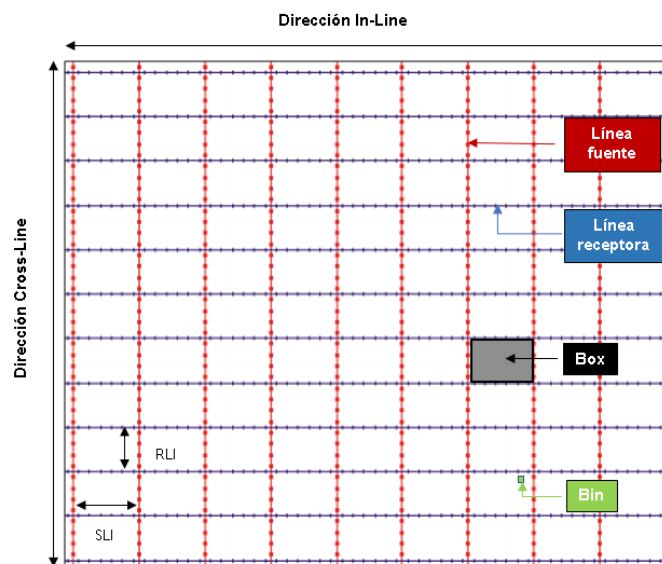 Dirección In-Line
Dirección Cross-Line
Línea
fuente
Línea
receptora
Box
RLI
Bin
SLI